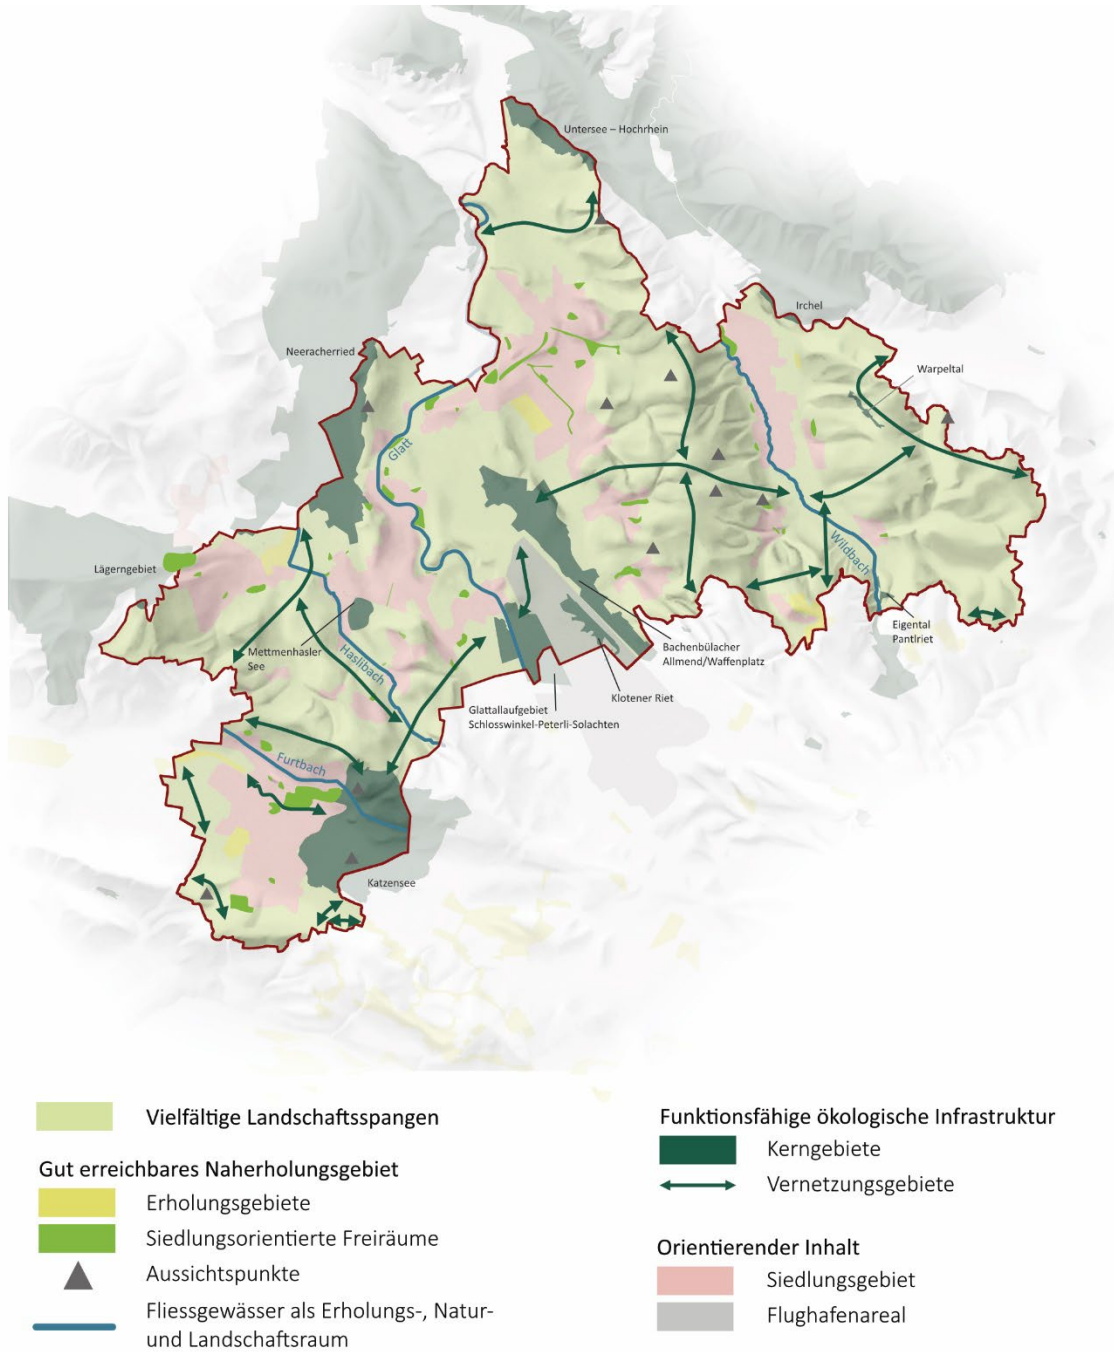 Untersee – Hochrhein
Irchel
Neeracherried
Warpeltal
Glatt
Wildbach
Lägerngebiet
Mettmenhasler
See
Haslibach
Eigental
Pantlriet
Bachenbülacher
Allmend/Waffenplatz
Klotener Riet
Glattallaufgebiet
Schlosswinkel-Peterli-Solachten
Furtbach
Katzensee
Vielfältige Landschaftsspangen
Gut erreichbares Naherholungsgebiet
Erholungsgebiete
Siedlungsorientierte Freiräume
Aussichtspunkte
Fliessgewässer als Erholungs-, Natur-
und Landschaftsraum
Funktionsfähige ökologische Infrastruktur
Kerngebiete
Vernetzungsgebiete
Orientierender Inhalt
Siedlungsgebiet
Flughafenareal